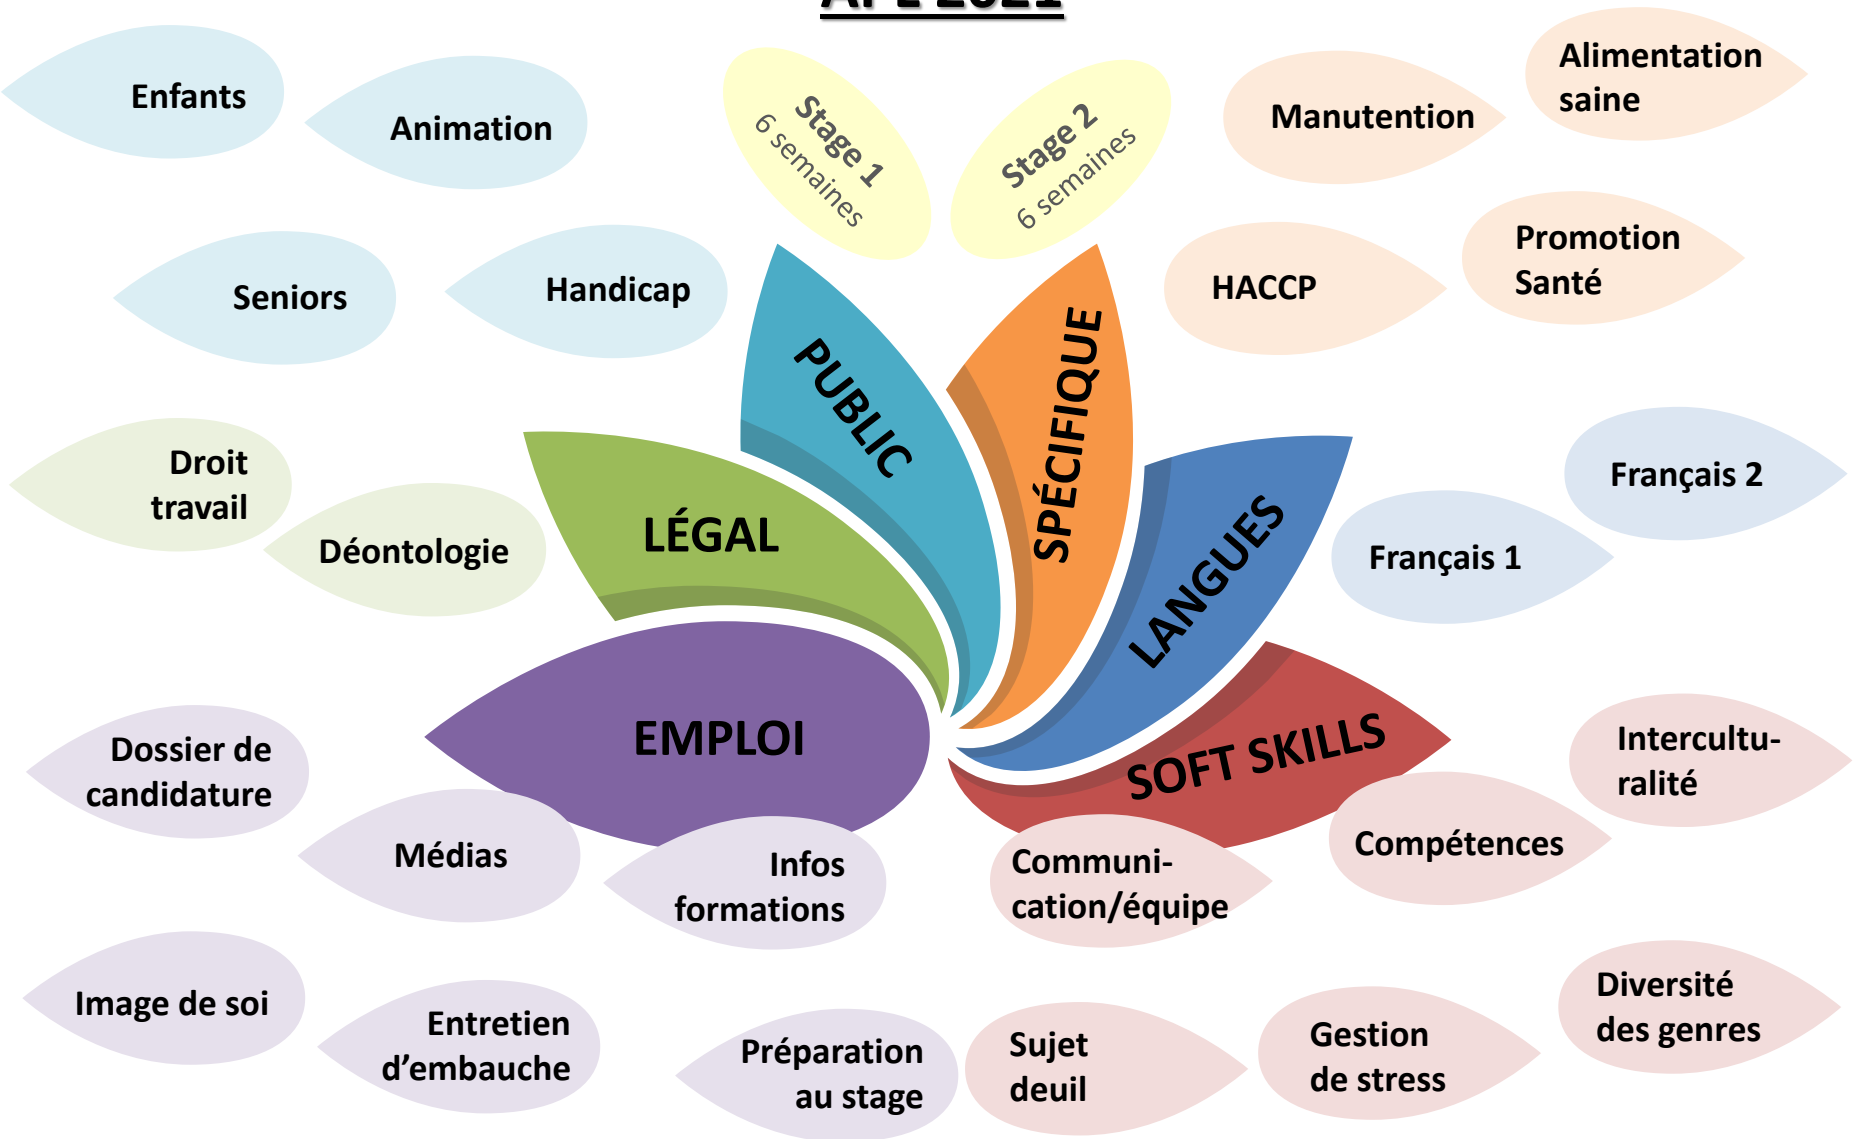 2021
Enfants
Animation
Stage 1
6 semaines
Stage 2
6 semaines
Manutention
Alimentation
saine
Seniors
Handicap
HACCP
Promotion
Santé
PUBLIC
SPÉCIFIQUE
Droit
travail
Déontologie
LÉGAL
LANGUES
Français 1
Français 2
EMPLOI
SOFT SKILLS
Dossier de
candidature
Médias
Infos
formations
Communi-
cation/équipe
Compétences
Intercultu-
ralité
Image de soi
Entretien
d’embauche
Préparation
au stage
Sujet
deuil
Gestion
de stress
Diversité
des genres